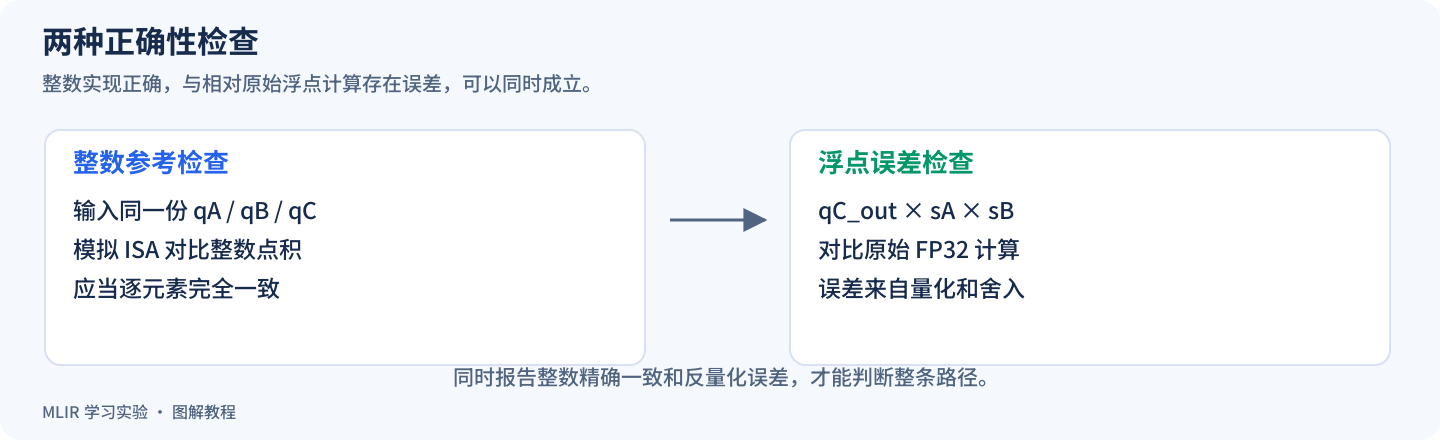 两种正确性检查
整数实现正确，与相对原始浮点计算存在误差，可以同时成立。
整数参考检查
输入同一份 qA / qB / qC
模拟 ISA 对比整数点积
应当逐元素完全一致
浮点误差检查
qC_out × sA × sB
对比原始 FP32 计算
误差来自量化和舍入
同时报告整数精确一致和反量化误差，才能判断整条路径。
MLIR 学习实验 · 图解教程